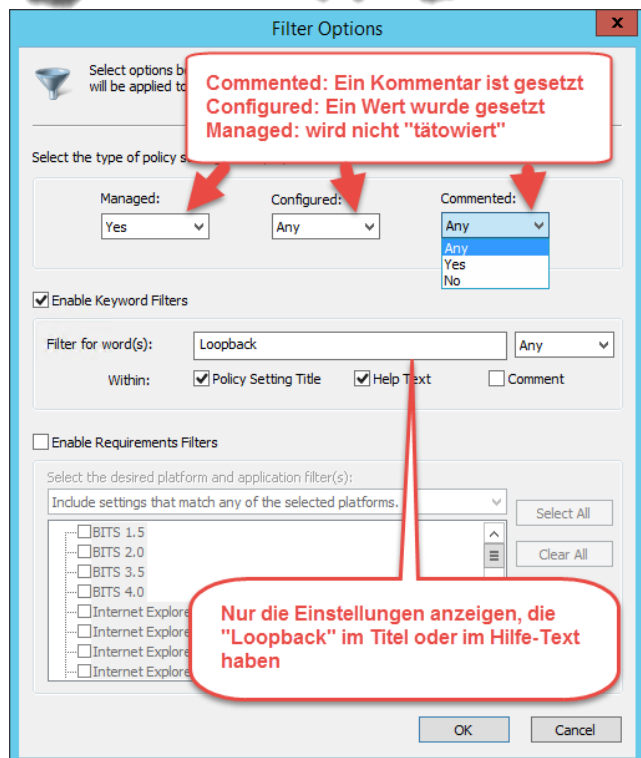 Filter Options
x
Select options b
will be applied to
Commented: Ein Kommentar ist gesetzt
Configured: Ein Wert wurde gesetzt
Managed: wird nicht "tätowiert"
Select the type of policy s
Managed:
Configured:
Commented:
Yes
Any
Any
Any
Yes
No
Enable Keyword Filters
Filter for word(s):
Loopback
Any
Within:
Policy Setting Title
Help Text
Comment
Enable Requirements Filters
Select the desired platform and application filter(s):
Include settings that match any of the selected platforms.
Select All
BITS 1.5
BITS 2.0
Clear All
BITS 3.5
BITS 4.0
Internet Explore
Internet Explore
Internet Explore
Internet Explore
Nur die Einstellungen anzeigen, die
"Loopback" im Titel oder im Hilfe-Text
haben
OK
Cancel